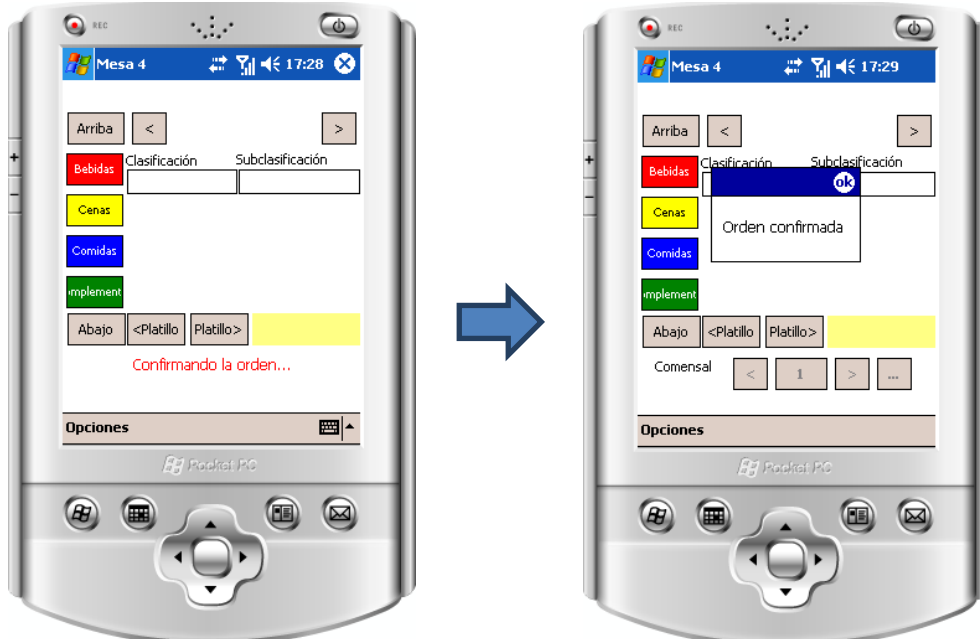 REC
Mesa 4 17:28
Arriba < >
Bebidas Clasificación Subclasificación
Cenas
Comidas
mplement
Abajo <Platillo Platillo>
Confirmando la orden...
Opciones
Pocket PC
REC
Mesa 4 17:29
Arriba < >
Bebidas Clasificación Subclasificación
ok
Cenas Orden confirmada
Comidas
mplement
Abajo <Platillo Platillo>
Comensal < 1 > ...
Opciones
Pocket PC